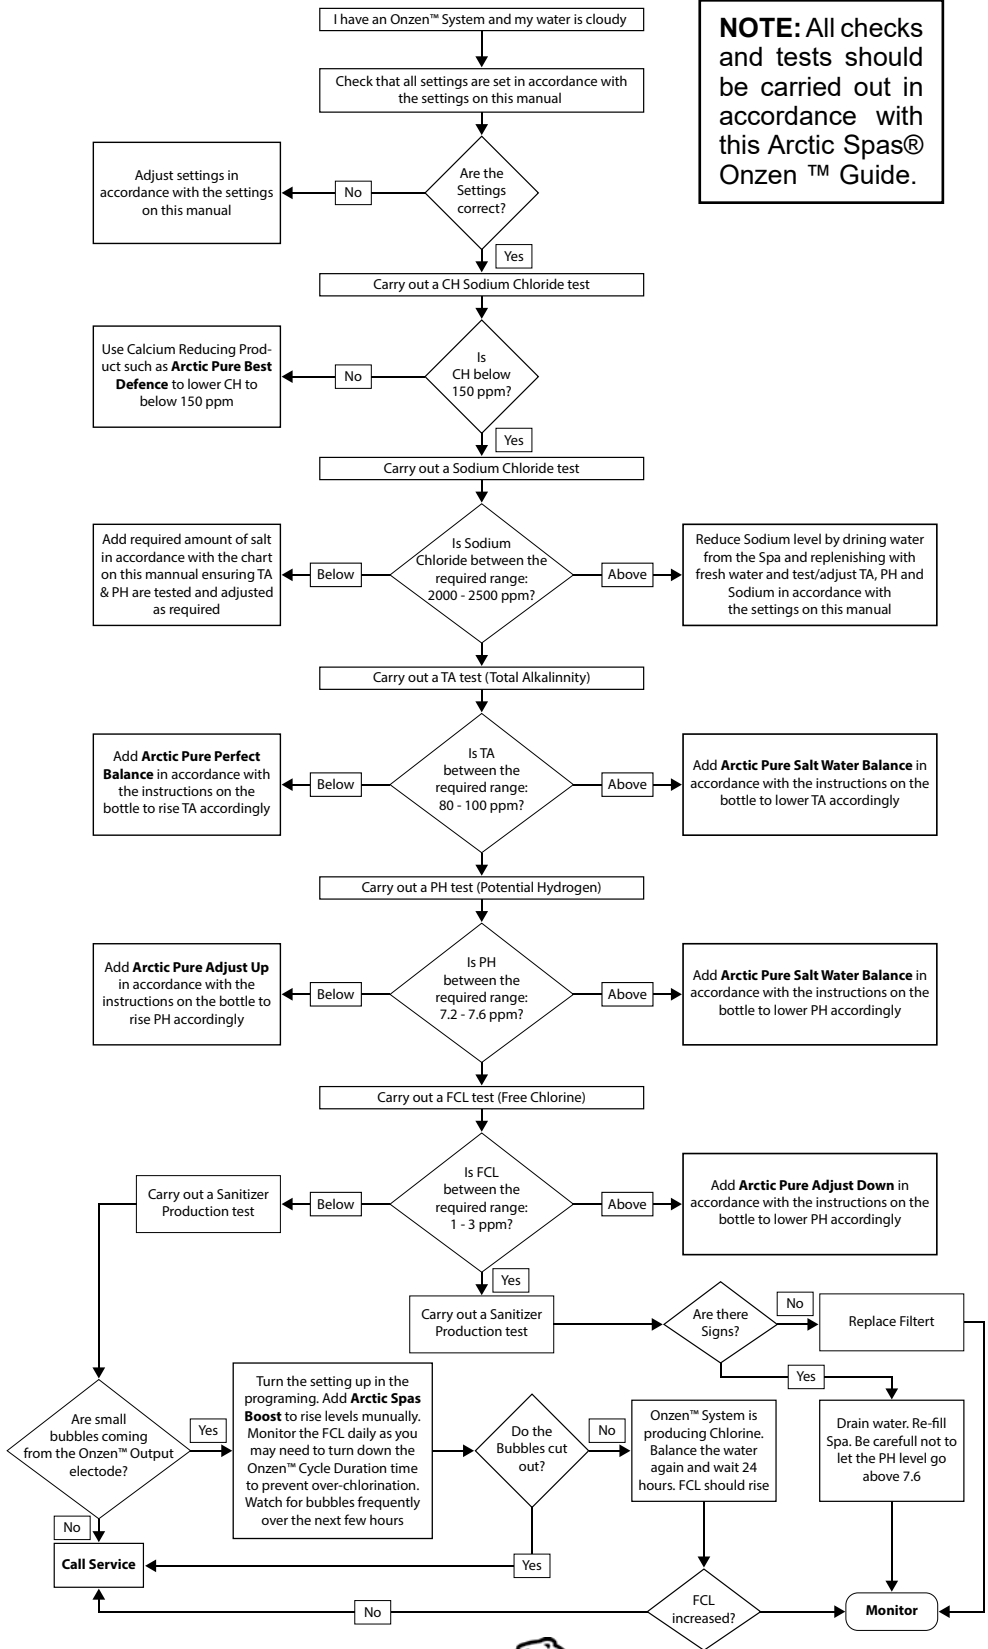 I have an Onzen™ System and my water is cloudy
NOTE: All checks
and tests should
be carried out in
accordance with
this Arctic Spas®
Onzen ™ Guide.
Check that all settings are set in accordance with
the settings on this manual
Are the
Settings
correct?
No
Adjust settings in
accordance with the settings
on this manual
Yes
Carry out a CH Sodium Chloride test
Is
CH below
150 ppm?
No
Use Calcium Reducing Prod-
uct such as Arctic Pure Best
Defence to lower CH to
below 150 ppm
Yes
Carry out a Sodium Chloride test
Is Sodium
Chloride between the
required range:
2000 - 2500 ppm?
Below
Add required amount of salt
in accordance with the chart
on this mannual ensuring TA
& PH are tested and adjusted
as required
Above
Reduce Sodium level by drining water
from the Spa and replenishing with
fresh water and test/adjust TA, PH and
Sodium in accordance with
the settings on this manual
Carry out a TA test (Total Alkalinnity)
Is TA
between the
required range:
80 - 100 ppm?
Below
Add Arctic Pure Perfect
Balance in accordance with
the instructions on the
bottle to rise TA accordingly
Above
Add Arctic Pure Salt Water Balance in
accordance with the instructions on the
bottle to lower TA accordingly
Carry out a PH test (Potential Hydrogen)
Is PH
between the
required range:
7.2 - 7.6 ppm?
Below
Add Arctic Pure Adjust Up
in accordance with the
instructions on the bottle to
rise PH accordingly
Above
Add Arctic Pure Salt Water Balance in
accordance with the instructions on the
bottle to lower PH accordingly
Carry out a FCL test (Free Chlorine)
Is FCL
between the
required range:
1 - 3 ppm?
Below
Carry out a Sanitizer
Production test
Above
Add Arctic Pure Adjust Down in
accordance with the instructions on the
bottle to lower PH accordingly
Yes
Carry out a Sanitizer
Production test
Are there
Signs?
No
Replace Filtert
Yes
Drain water. Re-fill
Spa. Be carefull not to
let the PH level go
above 7.6
Are small
bubbles coming
from the Onzen™ Output
electode?
Yes
Turn the setting up in the
programing. Add Arctic Spas
Boost to rise levels munually.
Monitor the FCL daily as you
may need to turn down the
Onzen™ Cycle Duration time
to prevent over-chlorination.
Watch for bubbles frequently
over the next few hours
Do the
Bubbles cut
out?
No
Onzen™ System is
producing Chlorine.
Balance the water
again and wait 24
hours. FCL should rise
No
Call Service
Yes
FCL
increased?
No
Monitor